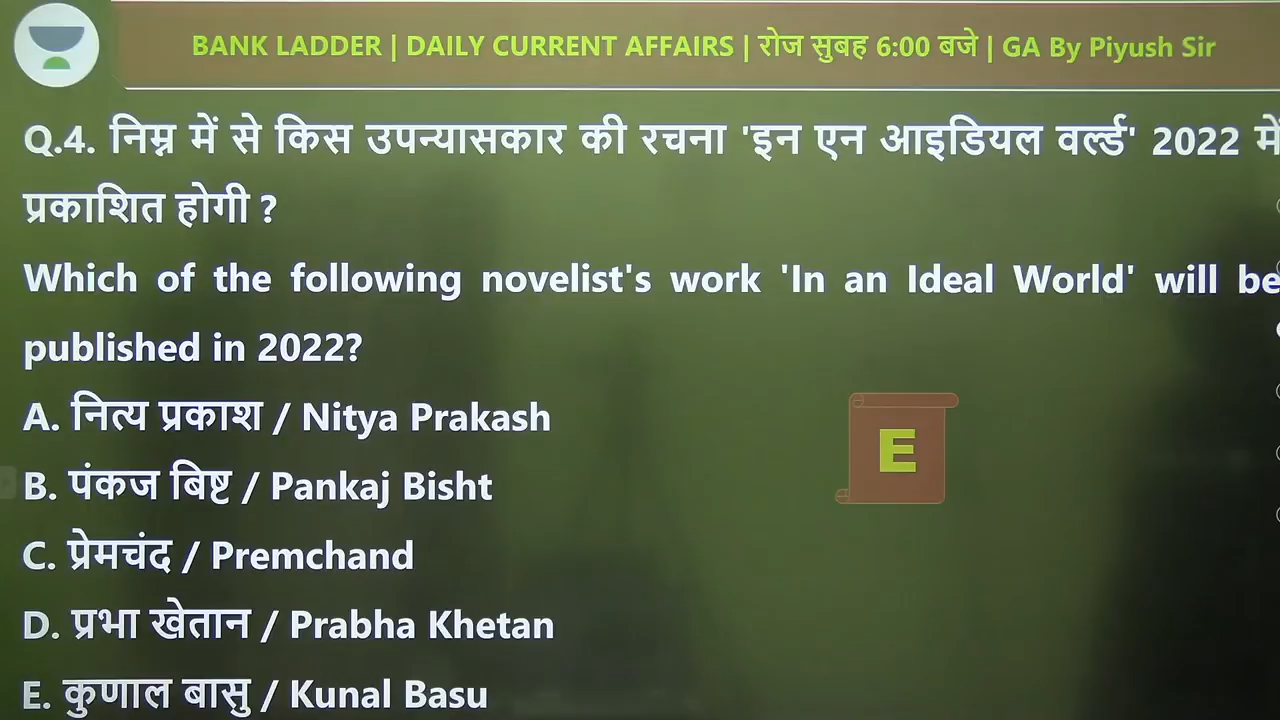 BANK LADDER | DAILY CURRENT AFFAIRS | रोज सुबह 6:00 बजे | GA By Piyush Sir
Q.4. निम्न में से किस उपन्यासकार की रचना 'इन एन आइडियल वर्ल्ड' 2022 में
प्रकाशित होगी ?
Which of the following novelist's work 'In an Ideal World' will be
published in 2022?
A. नित्य प्रकाश / Nitya Prakash
B. पंकज बिष्ट / Pankaj Bisht
E
C. प्रेमचंद / Premchand
D. प्रभा खेतान / Prabha Khetan
E. कुणाल बासु / Kunal Basu